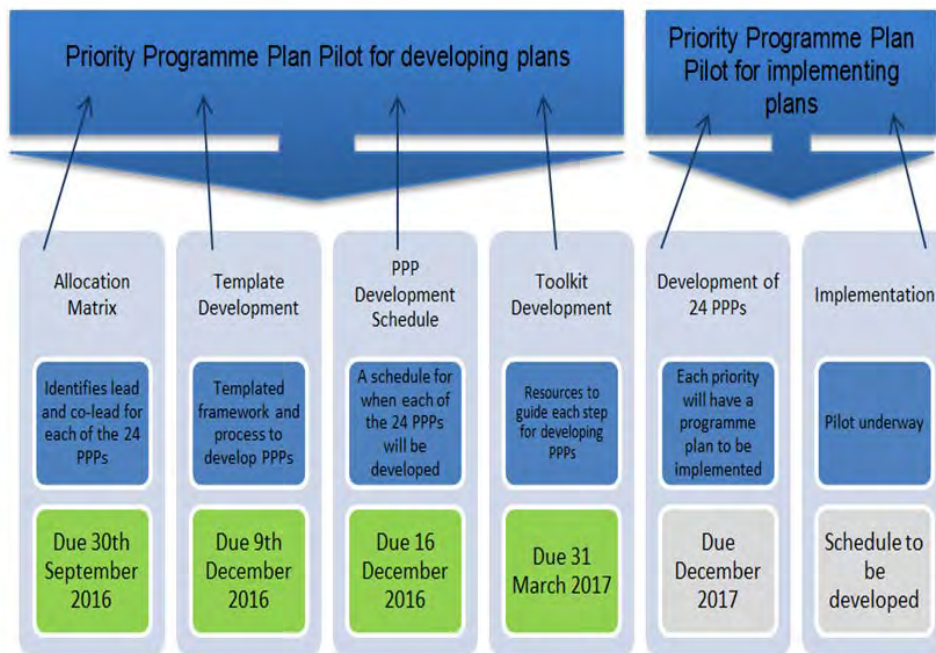 Priority Programme Plan Pilot for developing plans
Priority Programme Plan
Pilot for implementing
plans
Allocation
Matrix
Identifies lead
and co-lead for
each of the 24
PPPs
Due 30th
September
2016
Template
Development
Templated
framework and
process to
develop PPPs
Due 9th
December
2016
PPP
Development
Schedule
A schedule for
when each of
the 24 PPPs
will be
developed
Due 16
December
2016
Toolkit
Development
Resources to
guide each step
for developing
PPPs
Due 31
March 2017
Development of
24 PPPs
Each priority
will have a
programme
plan to be
implemented
Due
December
2017
Implementation
Pilot underway
Schedule to
be
developed